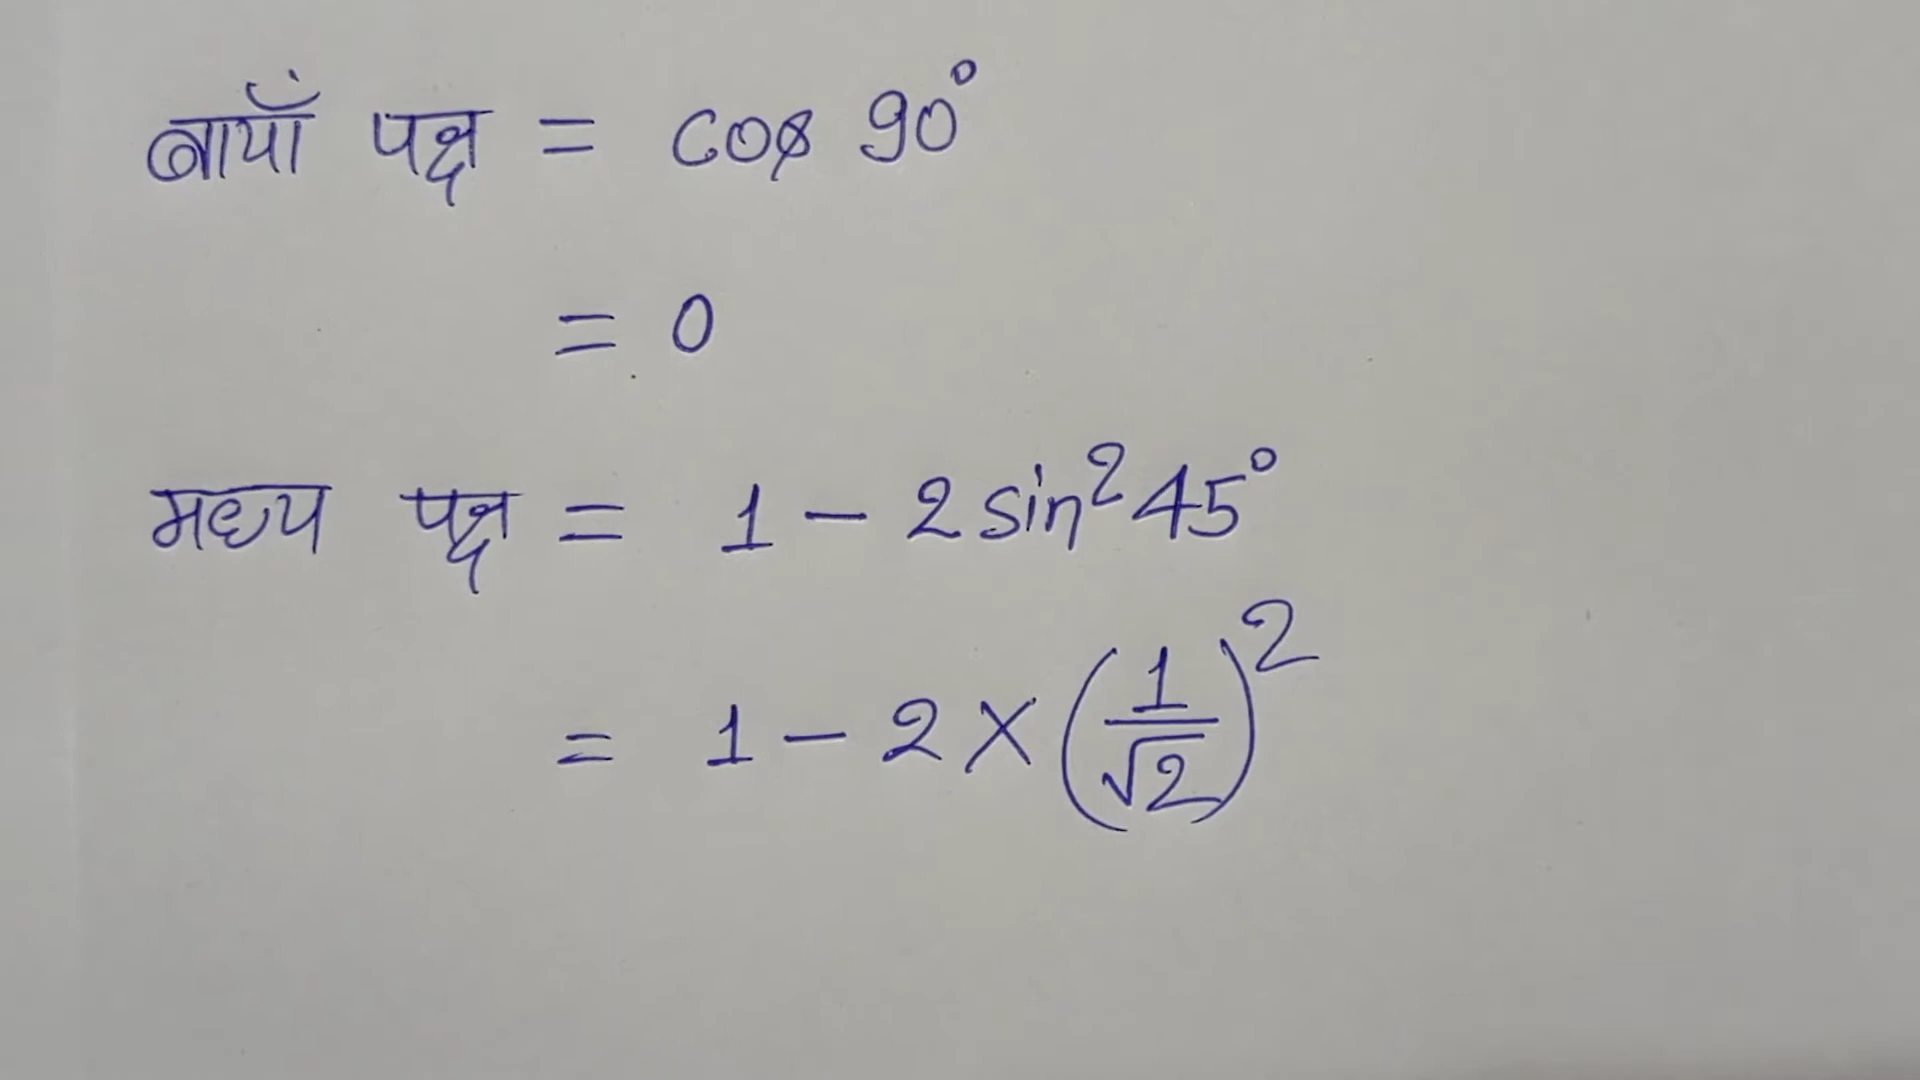 बायाँ पक्ष = cos 90°
= 0
मध्य पक्ष = 1 - 2 sin² 45°
= 1 - 2 × (1/√2)²